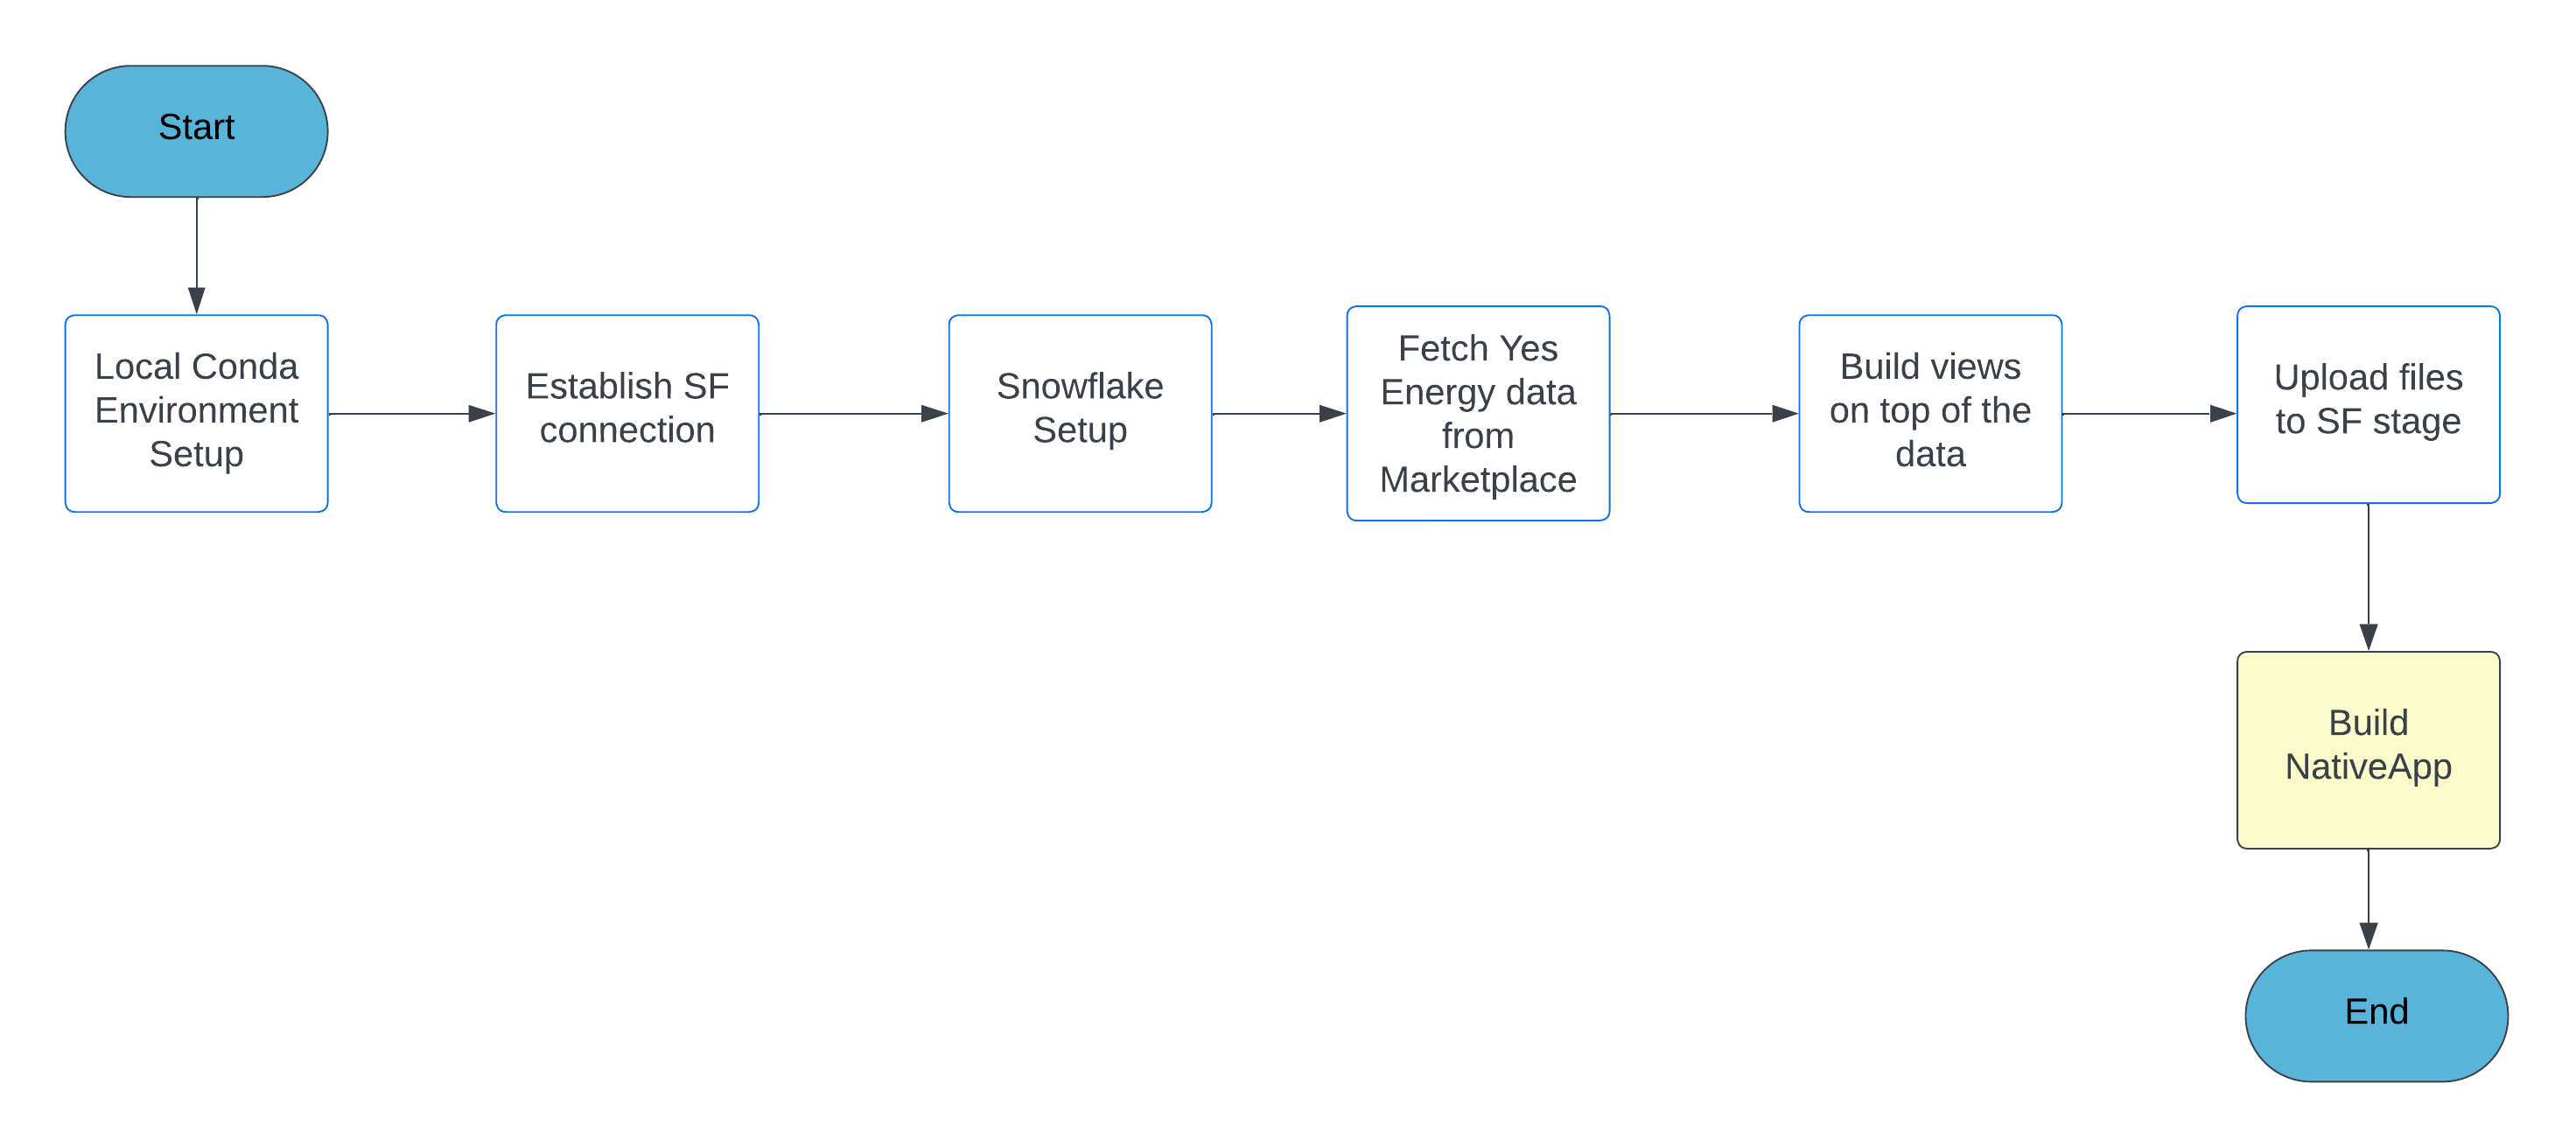 Start
Local Conda
Environment
Setup
Establish SF
connection
Snowflake
Setup
Fetch Yes
Energy data
from
Marketplace
Build views
on top of the
data
Upload files
to SF stage
Build
NativeApp
End